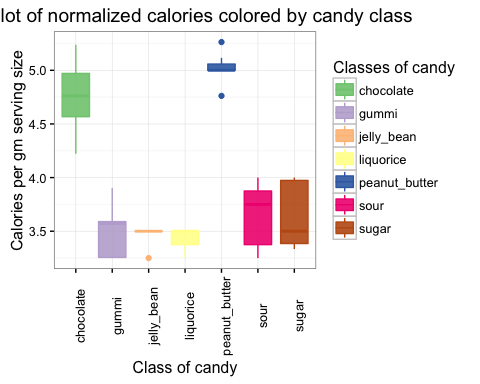 lot of normalized calories colored by candy class
Calories per gm serving size
5.0
4.5
4.0
3.5
chocolate
gummi
jelly_bean
liquorice
peanut_butter
sour
sugar
Class of candy
Classes of candy
chocolate
gummi
jelly_bean
liquorice
peanut_butter
sour
sugar